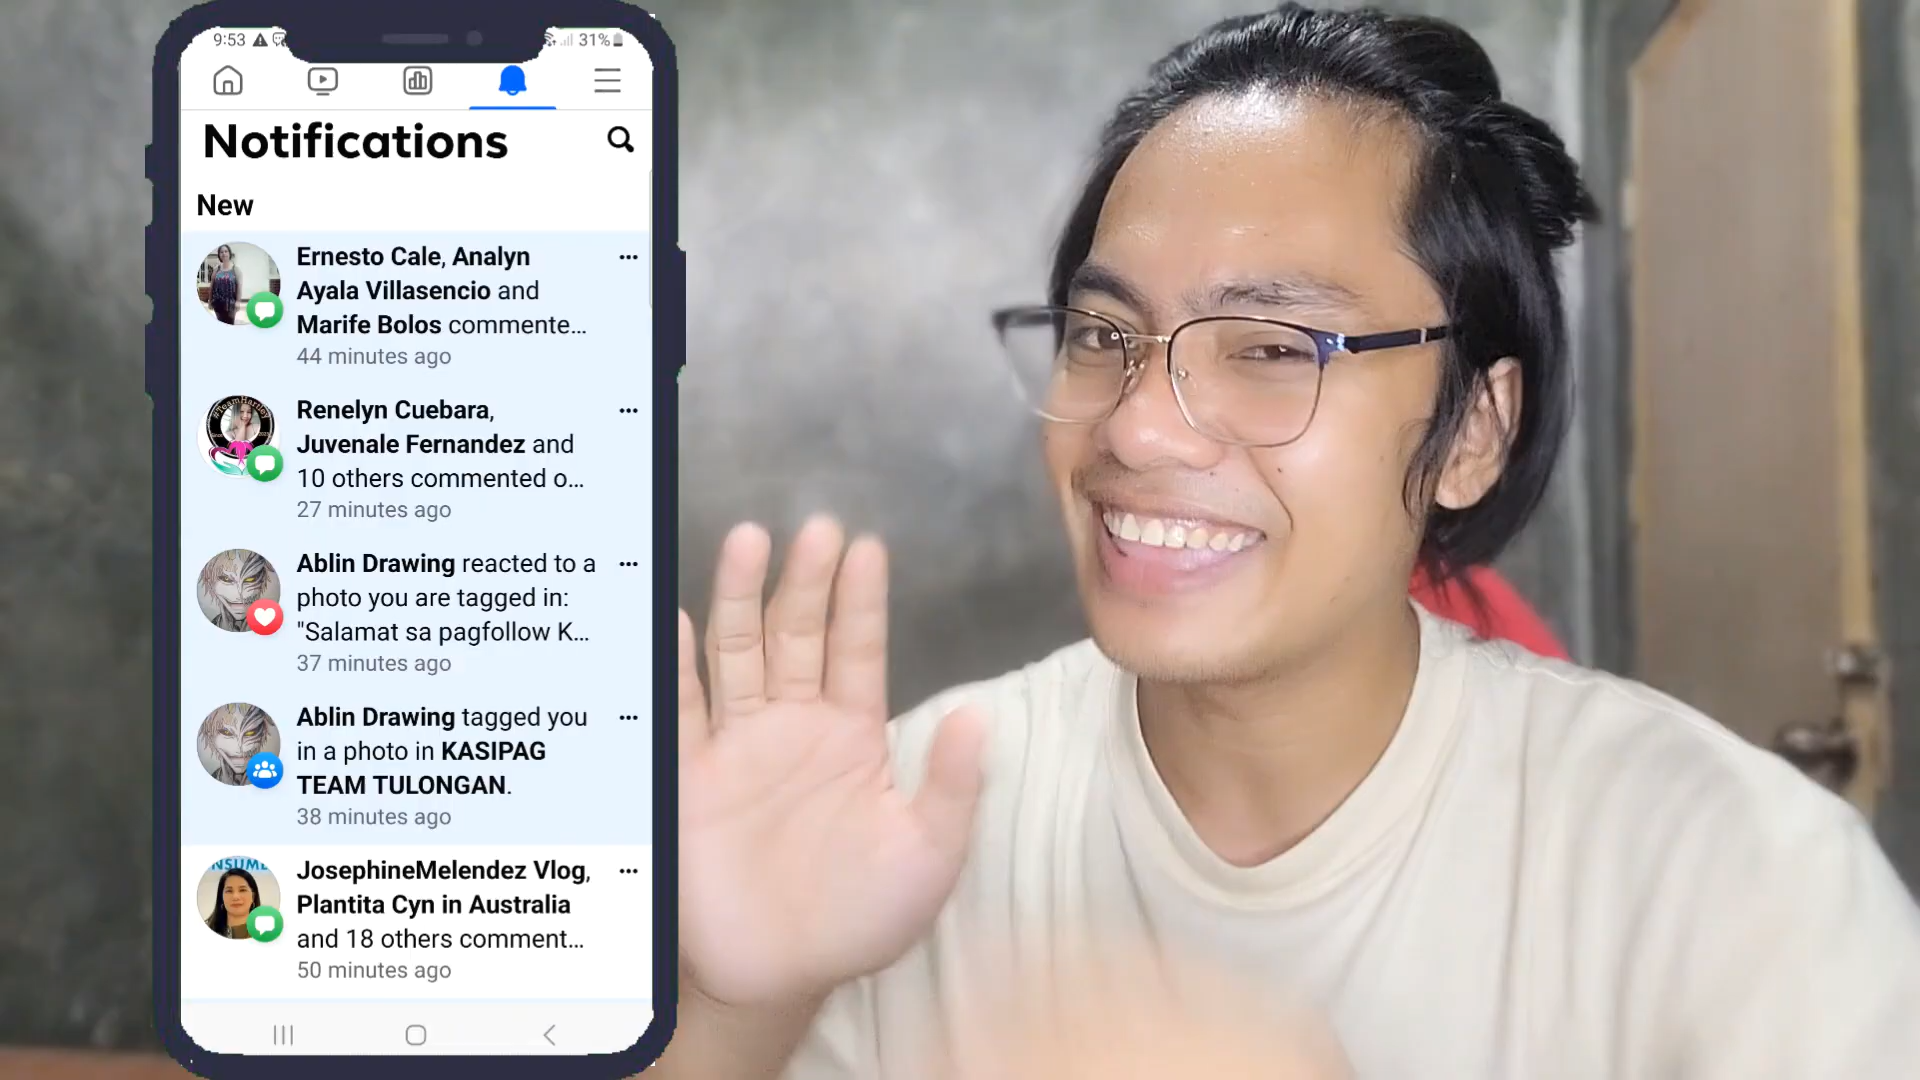 9:53
31%
Notifications
New
Ernesto Cale, Analyn
Ayala Villasencio and
Marife Bolos commente...
44 minutes ago
#TeamHartley
Renelyn Cuebara,
Juvenale Fernandez and
10 others commented o...
27 minutes ago
Ablin Drawing reacted to a
photo you are tagged in:
"Salamat sa pagfollow K...
37 minutes ago
Ablin Drawing tagged you
in a photo in KASIPAG
TEAM TULONGAN.
38 minutes ago
JosephineMelendez Vlog,
Plantita Cyn in Australia
and 18 others comment...
50 minutes ago